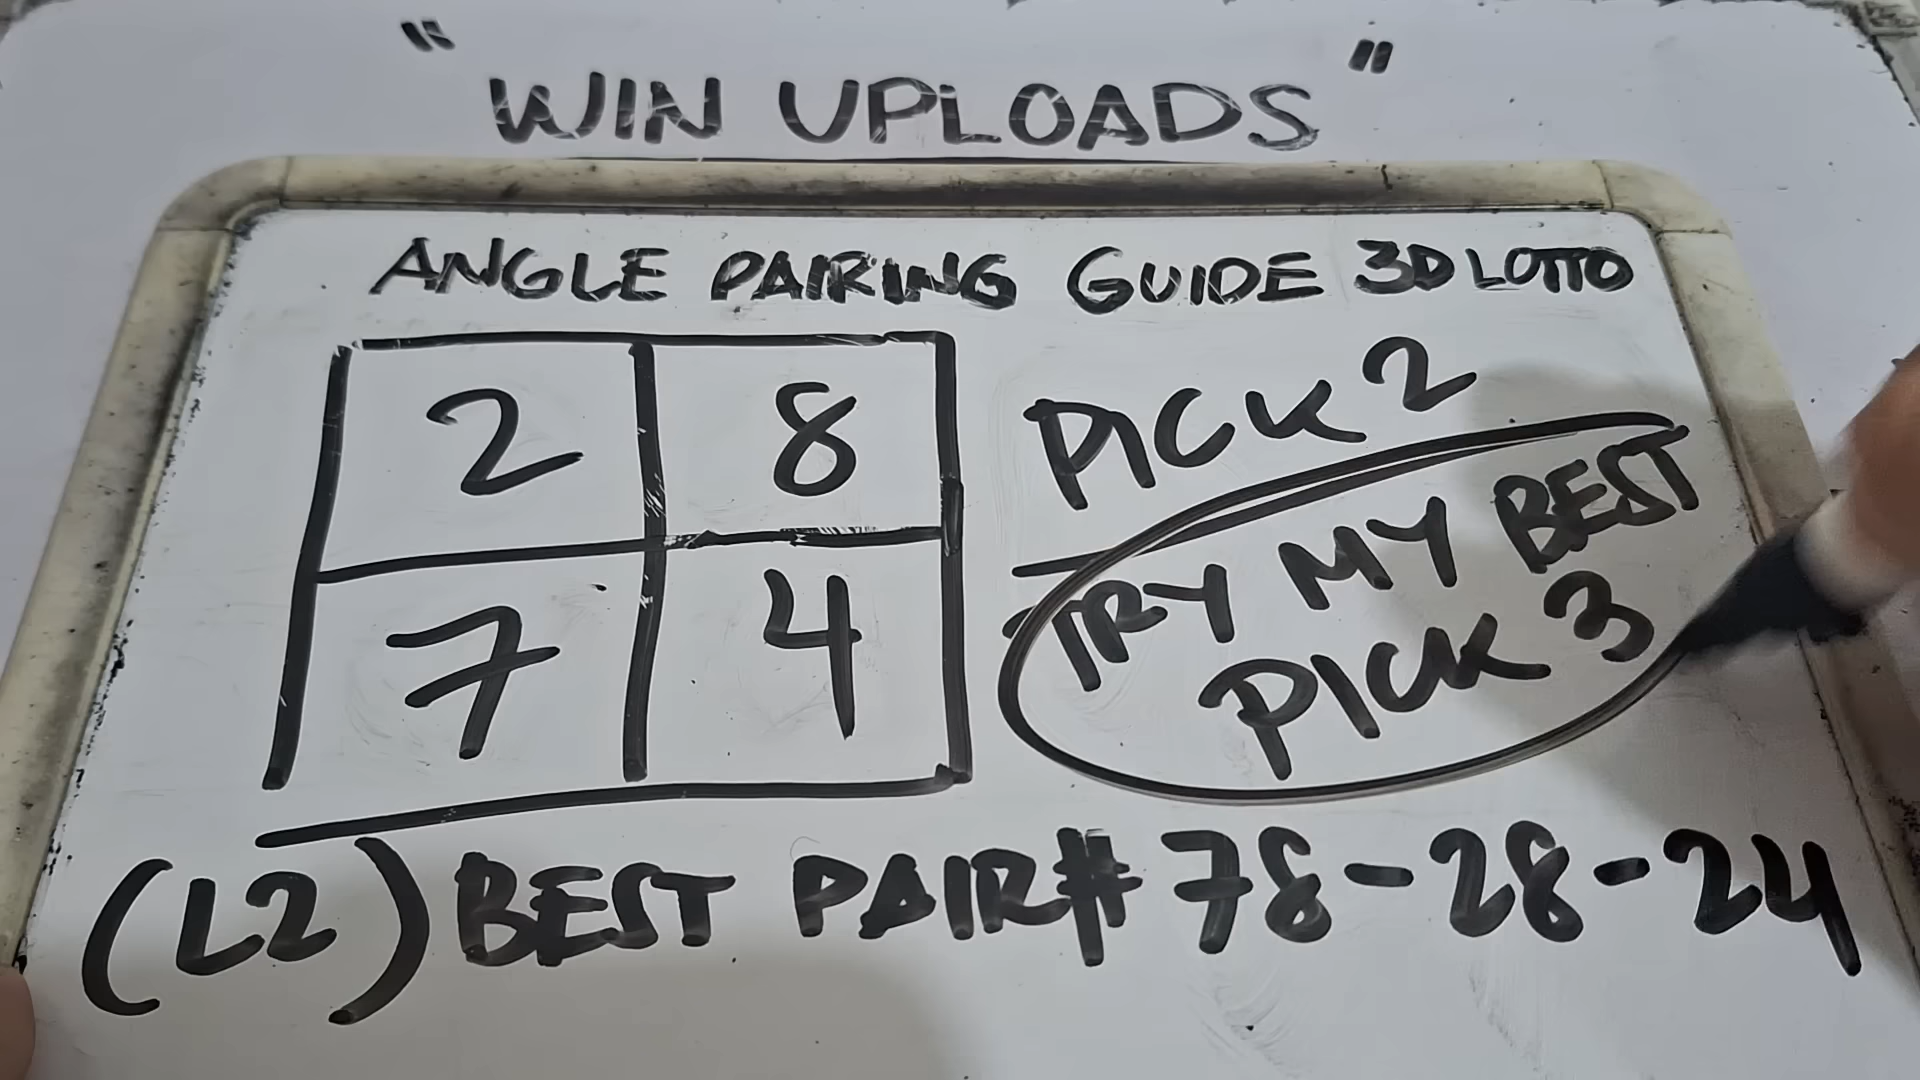 "WIN UPLOADS"
ANGLE PAIRING GUIDE 3D LOTTO
2 8
7 4
PICK 2
TRY MY BEST
PICK 3
(L2) BEST PAIR# 78-28-24